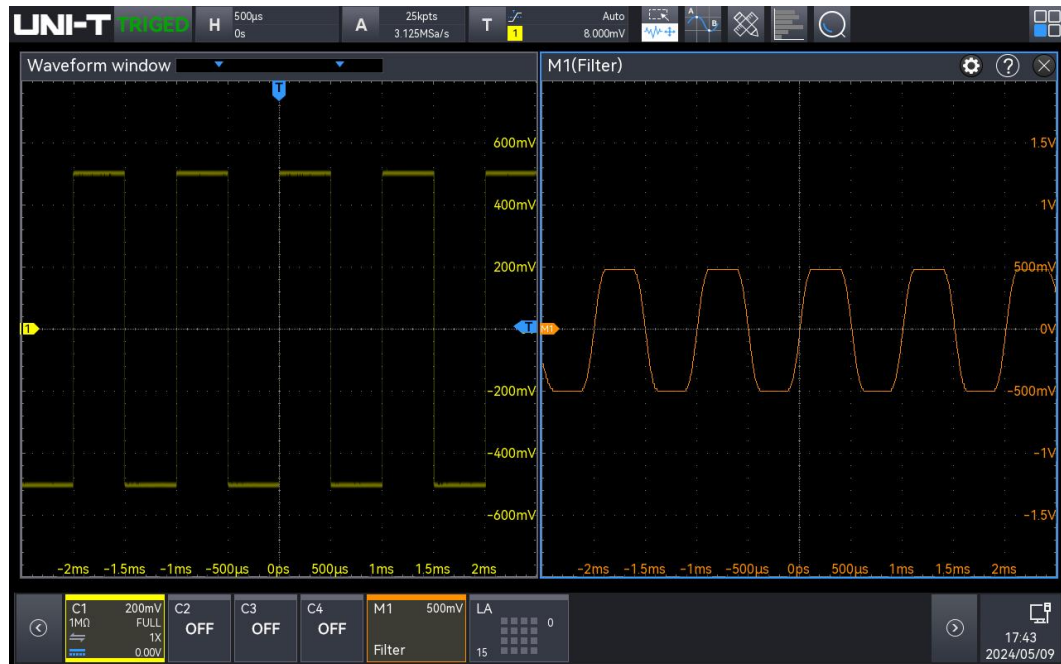 UNI-T TRIGED H 500µs 0s A 25kpts 3.125MSa/s T 1 Auto 8.000mV A B
Waveform window
M1(Filter) ?
T
600mV
400mV
200mV
1 T
-200mV
-400mV
-600mV
-2ms -1.5ms -1ms -500µs 0ps 500µs 1ms 1.5ms 2ms
1.5V
1V
500mV
M1 0V
-500mV
-1V
-1.5V
-2ms -1.5ms -1ms -500µs 0ps 500µs 1ms 1.5ms 2ms
C1 200mV
1MΩ FULL
1X
0.00V
C2
OFF
C3
OFF
C4
OFF
M1 500mV
Filter
LA
0
15
17:43
2024/05/09